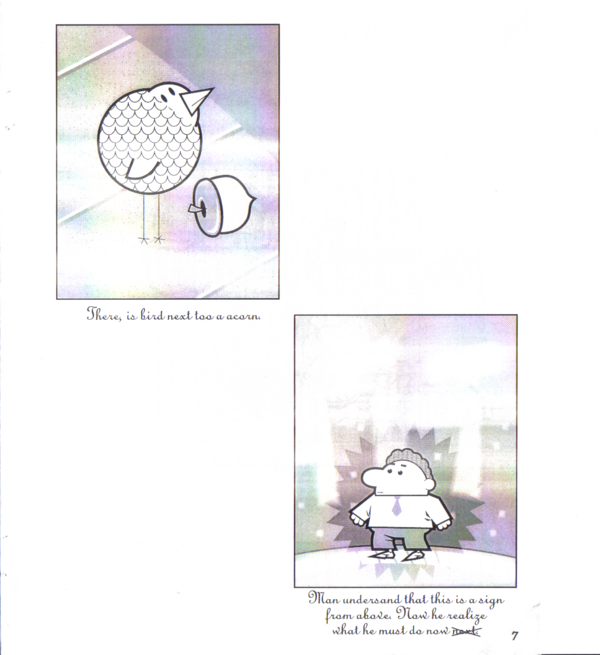 There, is bird next too a acorn.
Man undersand that this is a sign
from above. Now he realize
what he must do now next.
7